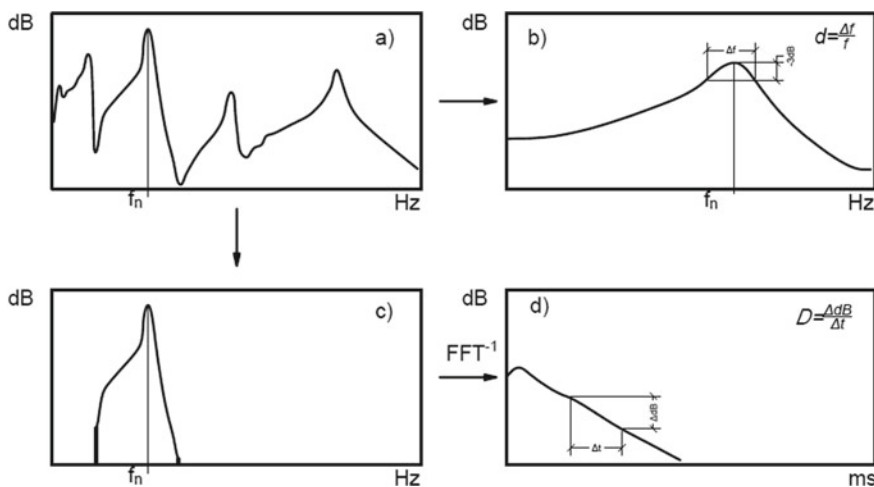 dB
a)
fn
Hz
dB
b)
d=Δf/f
Δf
-3dB
fn
Hz
dB
c)
fn
Hz
FFT-1
dB
d)
D=ΔdB/Δt
ΔdB
Δt
ms